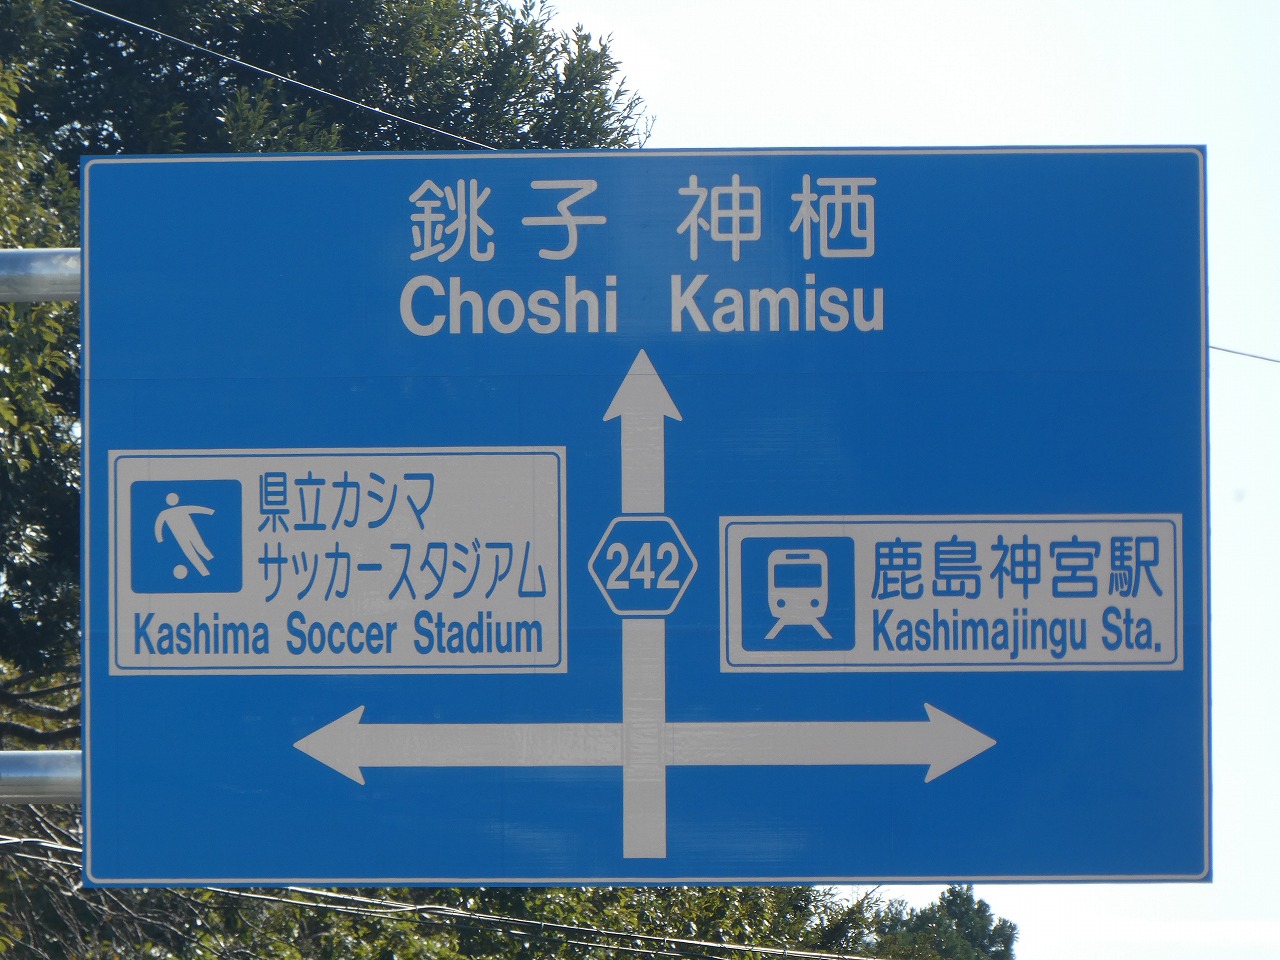 銚子 神栖
Choshi Kamisu
県立カシマ
サッカースタジアム
Kashima Soccer Stadium
242
鹿島神宮駅
Kashimajingu Sta.